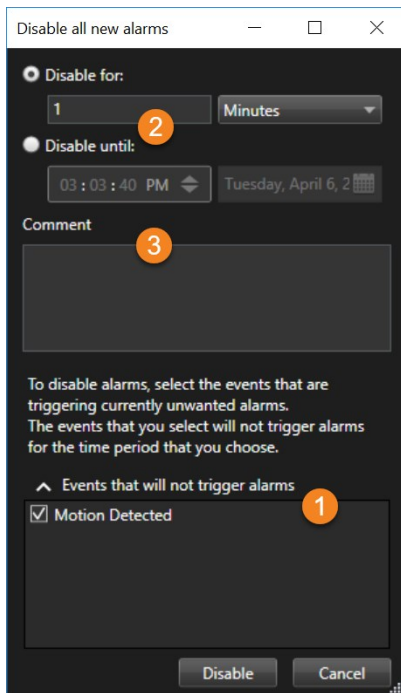 Disable all new alarms
Disable for:
1 Minutes
2
Disable until:
03:03:40 PM Tuesday, April 6, 2
Comment
3
To disable alarms, select the events that are
triggering currently unwanted alarms.
The events that you select will not trigger alarms
for the time period that you choose.
Events that will not trigger alarms
1
Motion Detected
Disable Cancel